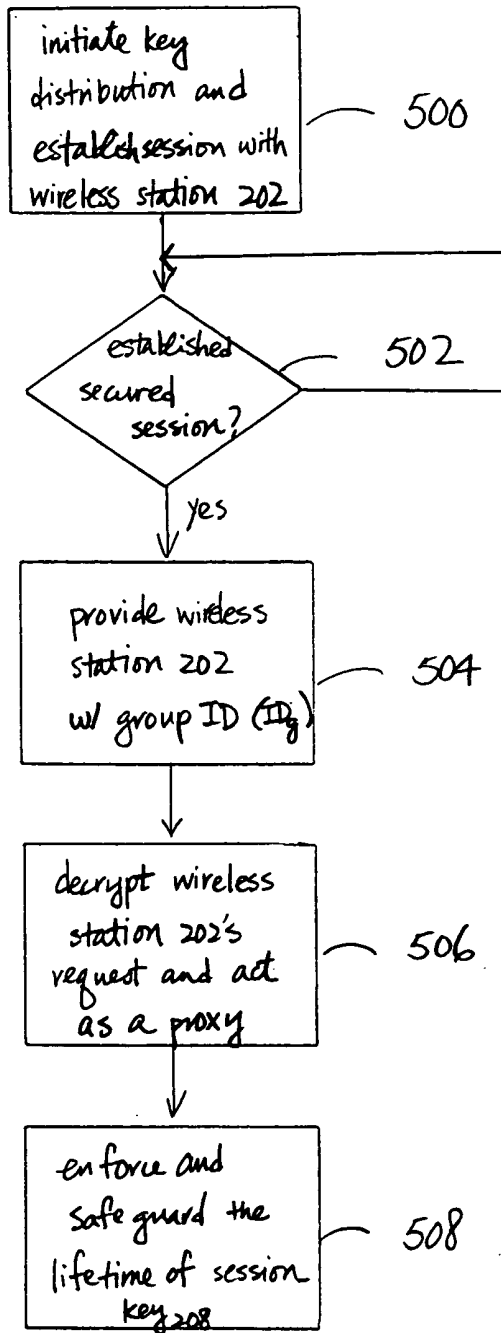 initiate key
distribution and
establish session with
wireless station 202
500
established
secured
session?
502
yes
provide wireless
station 202
w/ group ID (IDg)
504
decrypt wireless
station 202's
request and act
as a proxy
506
enforce and
safeguard the
lifetime of session
key 208
508